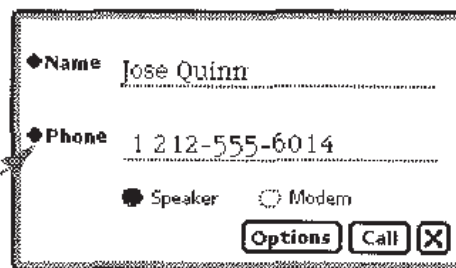 Name Jose Quinn
Phone 1 212-555-6014
Speaker Modem
Options Call X